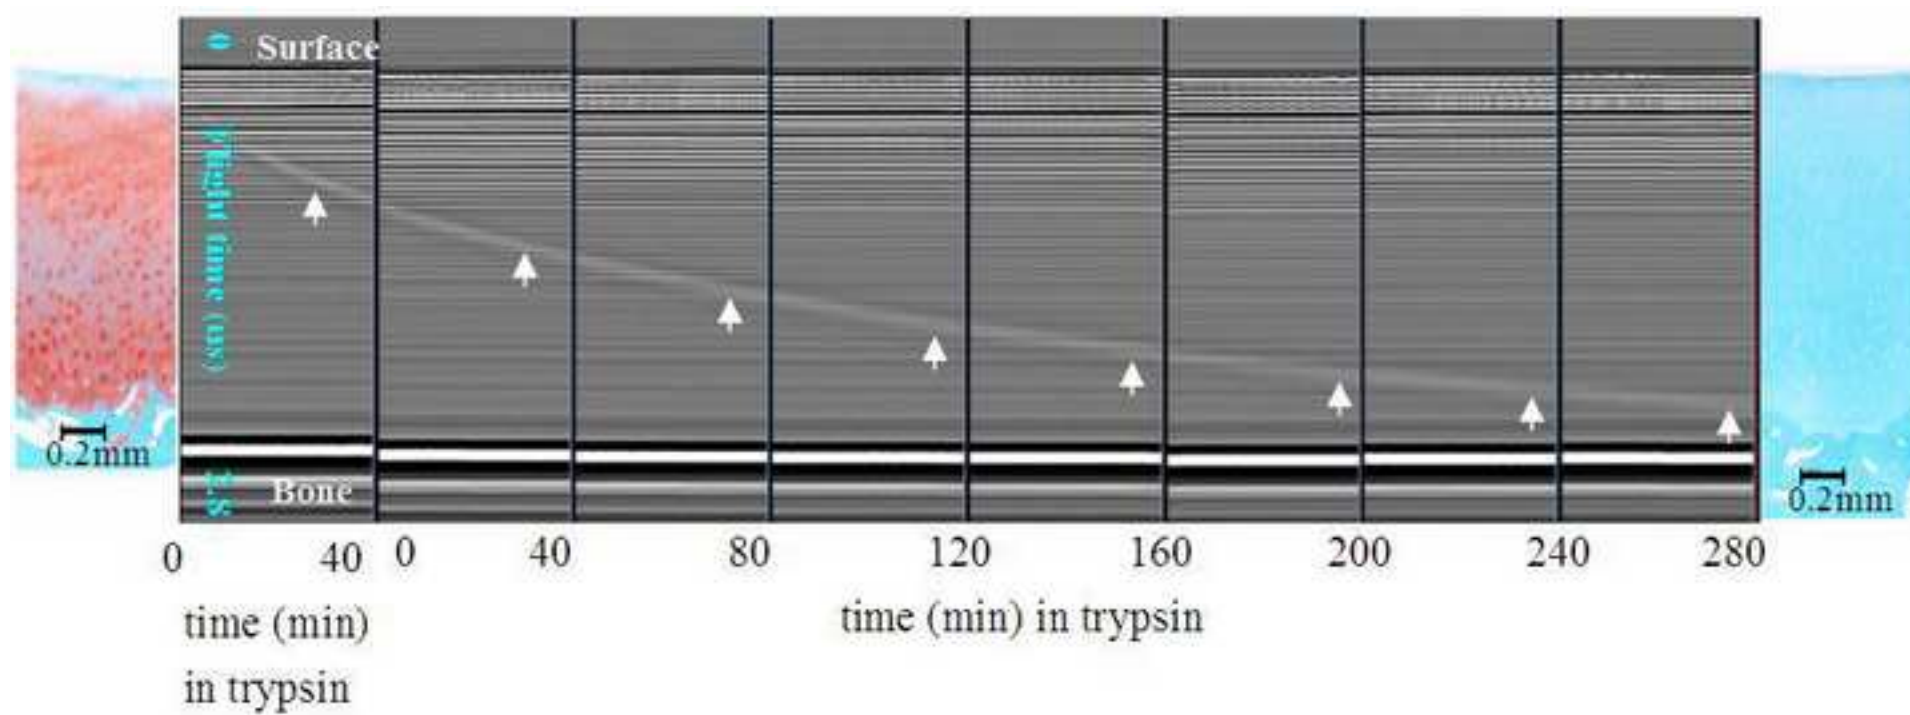 0
Surface
Flight time (us)
0.2mm
3.8
Bone
0.2mm
0 40 0 40 80 120 160 200 240 280
time (min)
in trypsin
time (min) in trypsin